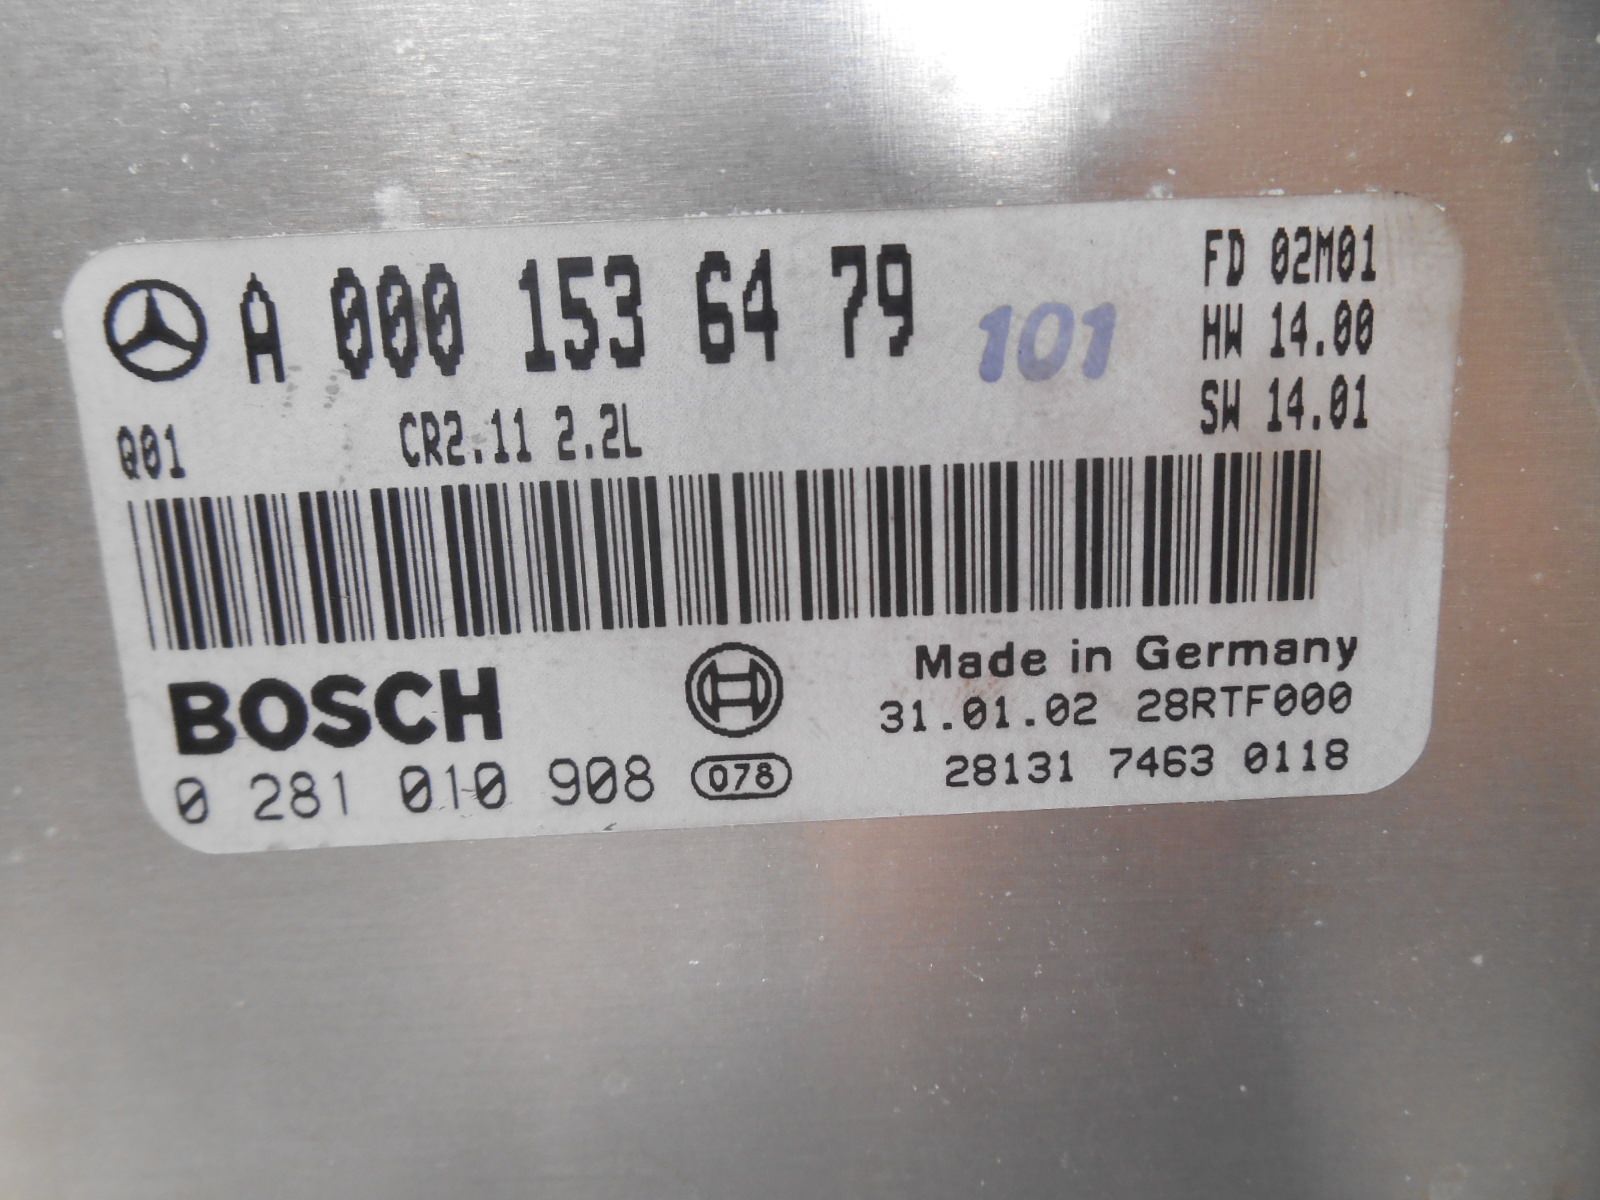 A 000 153 64 79 101
FD 02M01
HW 14.00
SW 14.01
Q01 CR2.11 2.2L
Made in Germany
BOSCH
31.01.02 28RTF000
0 281 010 908 078
28131 7463 0118